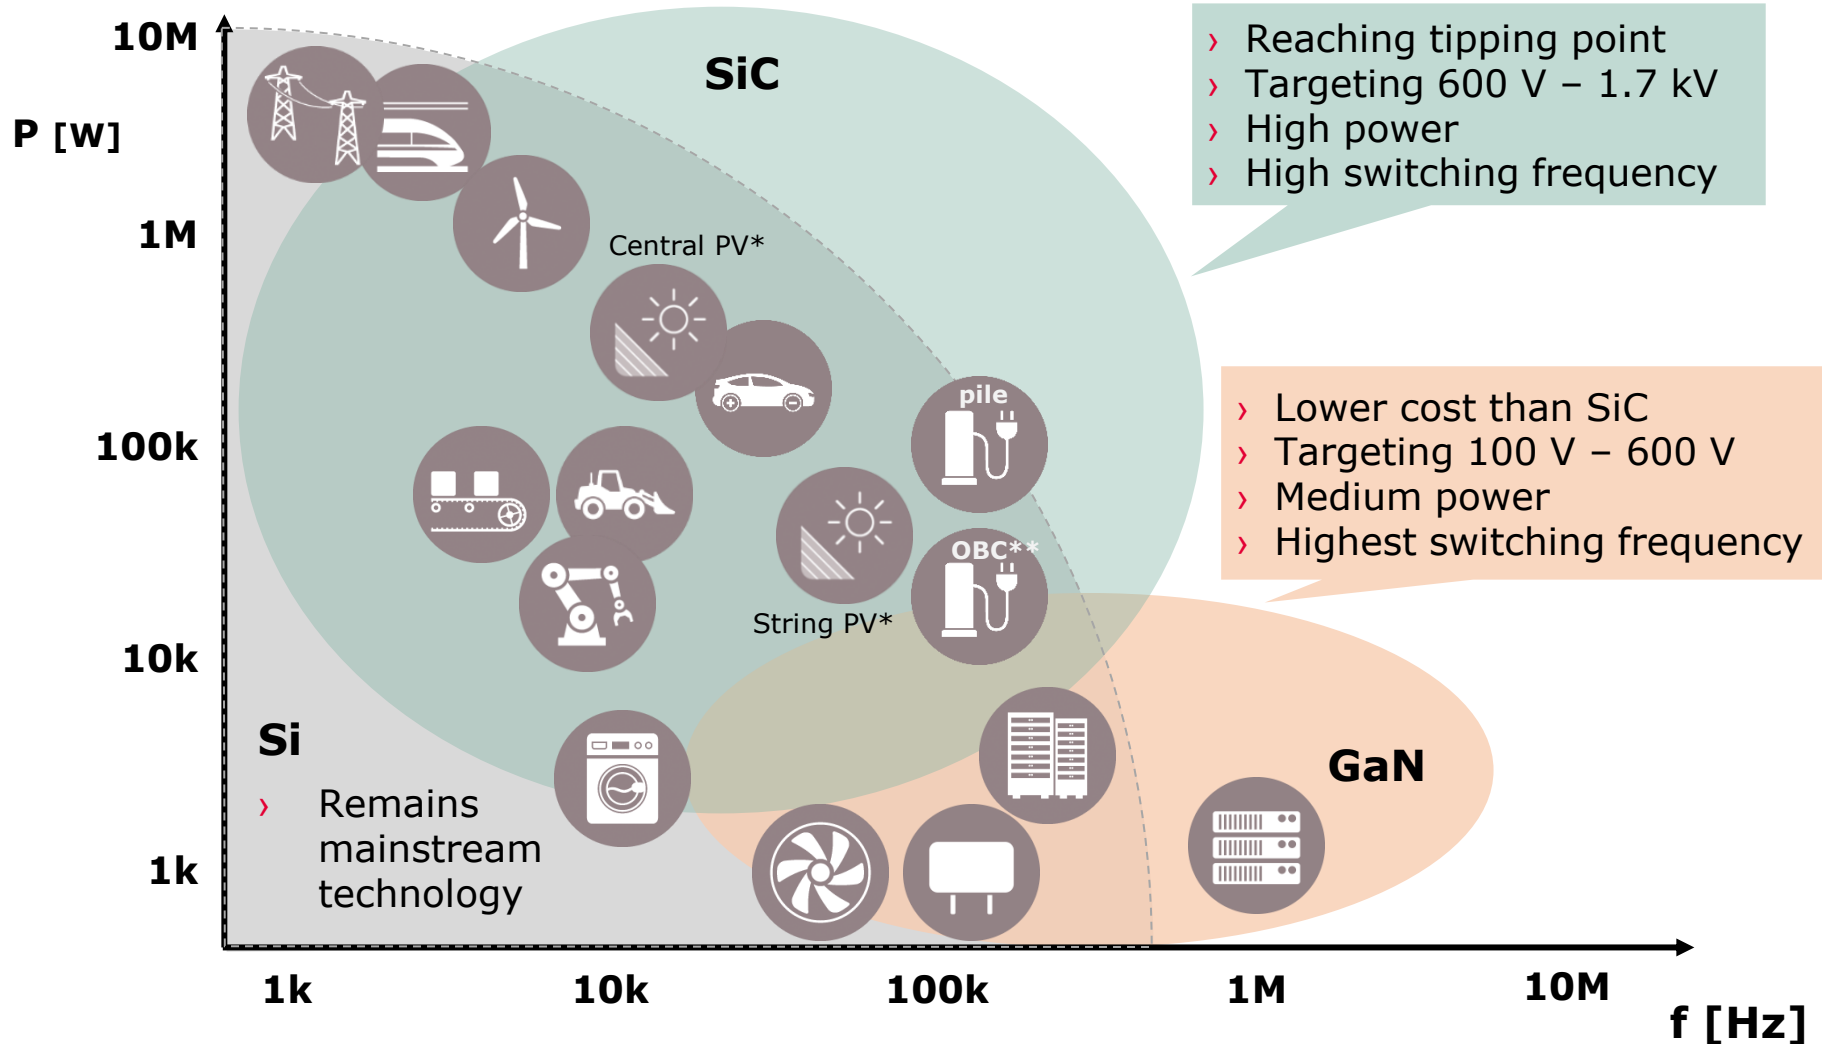 10M
P [W]
1M
100k
10k
1k
SiC
› Reaching tipping point
› Targeting 600 V – 1.7 kV
› High power
› High switching frequency
Central PV*
pile
› Lower cost than SiC
› Targeting 100 V – 600 V
› Medium power
› Highest switching frequency
OBC**
String PV*
Si
› Remains
mainstream
technology
GaN
1k 10k 100k 1M 10M
f [Hz]